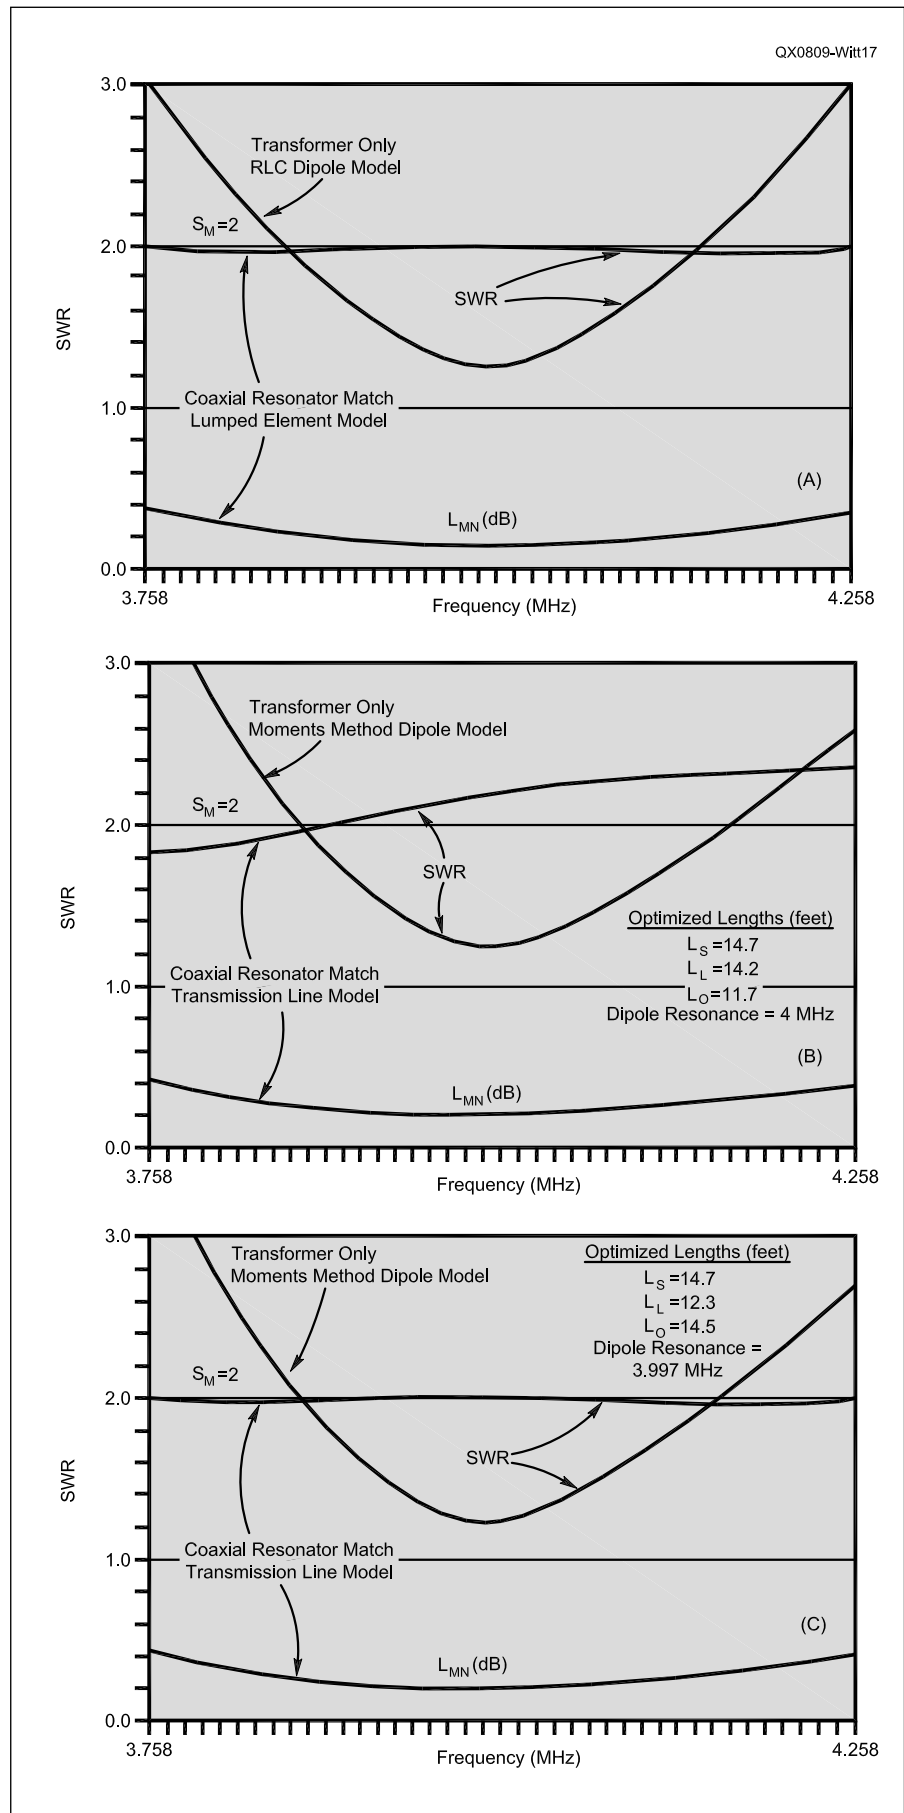 QX0809-Witt17
3.0
Transformer Only
RLC Dipole Model
S_M=2
2.0
SWR
SWR
Coaxial Resonator Match
Lumped Element Model
1.0
(A)
L_MN (dB)
0.0
3.758
Frequency (MHz)
4.258
3.0
Transformer Only
Moments Method Dipole Model
S_M=2
2.0
SWR
SWR
Optimized Lengths (feet)
L_S=14.7
L_L=14.2
L_O=11.7
Dipole Resonance = 4 MHz
Coaxial Resonator Match
Transmission Line Model
1.0
(B)
L_MN (dB)
0.0
3.758
Frequency (MHz)
4.258
3.0
Transformer Only
Moments Method Dipole Model
Optimized Lengths (feet)
L_S=14.7
L_L=12.3
L_O=14.5
Dipole Resonance =
3.997 MHz
S_M=2
2.0
SWR
SWR
Coaxial Resonator Match
Transmission Line Model
1.0
(C)
L_MN (dB)
0.0
3.758
Frequency (MHz)
4.258